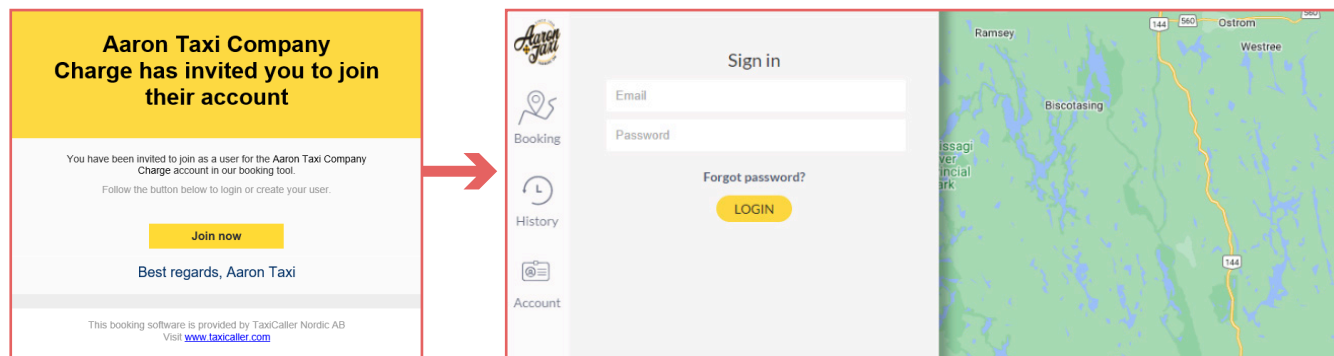 Aaron Taxi Company
Charge has invited you to join
their account
You have been invited to join as a user for the Aaron Taxi Company
Charge account in our booking tool.
Follow the button below to login or create your user.
Join now
Best regards, Aaron Taxi
This booking software is provided by TaxiCaller Nordic AB
Visit www.taxicaller.com
Aaron
Taxi
Booking
History
Account
Sign in
Email
Password
Forgot password?
LOGIN
Ramsey
144
560
Ostrom
560
Westree
Biscotasing
144